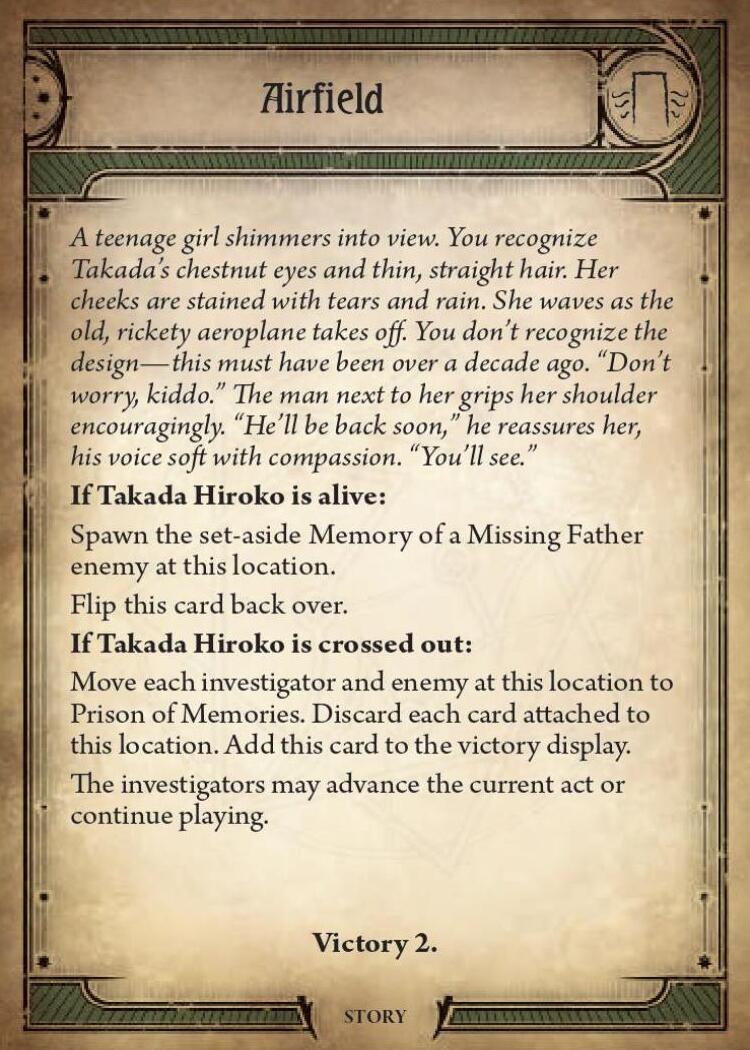 Airfield
A teenage girl shimmers into view. You recognize
Takada's chestnut eyes and thin, straight hair. Her
cheeks are stained with tears and rain. She waves as the
old, rickety aeroplane takes off. You don't recognize the
design—this must have been over a decade ago. “Don't
worry, kiddo.” The man next to her grips her shoulder
encouragingly. “He'll be back soon,” he reassures her,
his voice soft with compassion. “You'll see.”
If Takada Hiroko is alive:
Spawn the set-aside Memory of a Missing Father
enemy at this location.
Flip this card back over.
If Takada Hiroko is crossed out:
Move each investigator and enemy at this location to
Prison of Memories. Discard each card attached to
this location. Add this card to the victory display.
The investigators may advance the current act or
continue playing.
Victory 2.
STORY